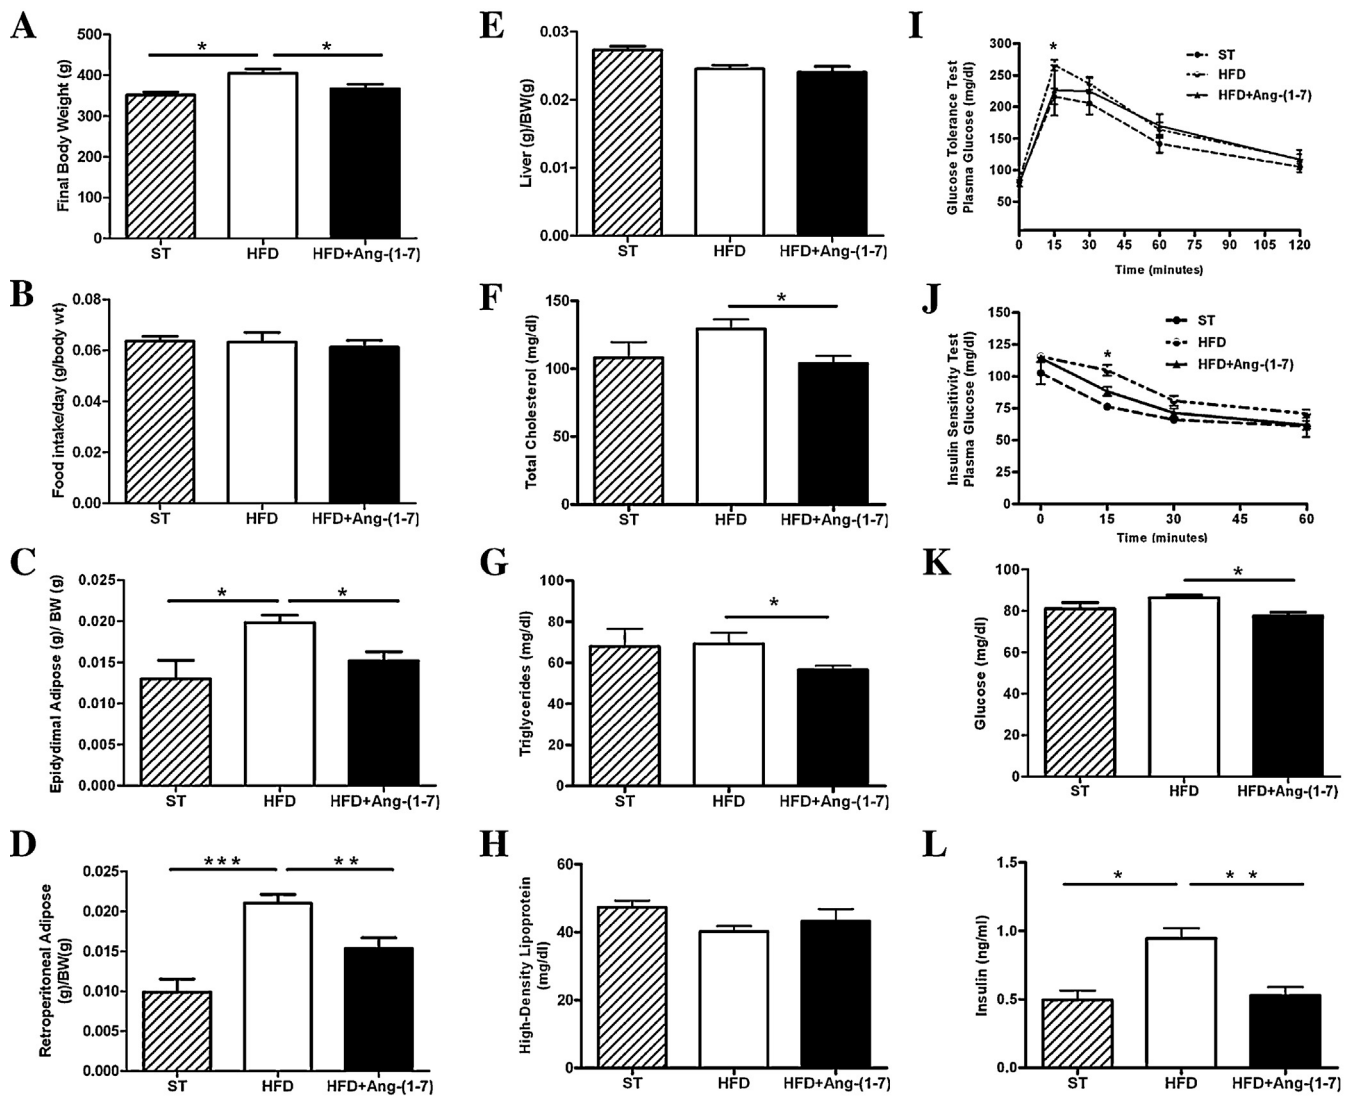 A
Final Body Weight (g)
500
400
300
200
100
0
*
*
ST
HFD
HFD+Ang-(1-7)
B
Food intake/day (g/body wt)
0.08
0.06
0.04
0.02
0.00
ST
HFD
HFD+Ang-(1-7)
C
Epidydimal Adipose (g)/ BW (g)
0.025
0.020
0.015
0.010
0.005
0.000
*
*
ST
HFD
HFD+Ang-(1-7)
D
Retroperitoneal Adipose
(g)/BW(g)
0.025
0.020
0.015
0.010
0.005
0.000
***
**
ST
HFD
HFD+Ang-(1-7)
E
Liver (g)/BW(g)
0.03
0.02
0.01
0.00
ST
HFD
HFD+Ang-(1-7)
F
Total Cholesterol (mg/dl)
150
100
50
0
*
ST
HFD
HFD+Ang-(1-7)
G
Triglycerides (mg/dl)
100
80
60
40
20
0
*
ST
HFD
HFD+Ang-(1-7)
H
High-Density Lipoprotein
(mg/dl)
60
40
20
0
ST
HFD
HFD+Ang-(1-7)
I
Glucose Tolerance Test
Plasma Glucose (mg/dl)
300
250
200
150
100
50
*
ST
HFD
HFD+Ang-(1-7)
0 15 30 45 60 75 90 105 120
Time (minutes)
J
Insulin Sensitivity Test
Plasma Glucose (mg/dl)
150
125
100
75
50
25
0
*
ST
HFD
HFD+Ang-(1-7)
0 15 30 45 60
Time (minutes)
K
Glucose (mg/dl)
100
80
60
40
20
0
*
ST
HFD
HFD+Ang-(1-7)
L
Insulin (ng/ml)
1.5
1.0
0.5
0.0
*
* *
ST
HFD
HFD+Ang-(1-7)